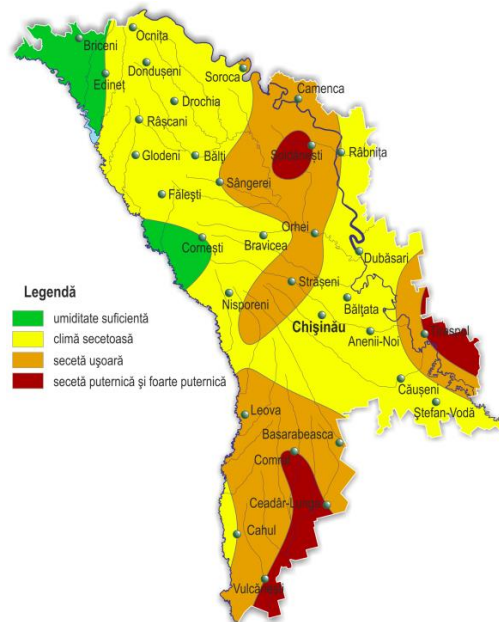 Briceni
Ocnița
Edineț
Dondușeni
Soroca
Camenca
Drochia
Râșcani
Glodeni
Bălți
Râbnița
Sângerei
Fălești
Cornești
Bravicea
Orhei
Dubăsari
Nisporeni
Strășeni
Bălțata
Chișinău
Anenii-Noi
Căușeni
Ștefan-Vodă
Legendă
umiditate suficientă
climă secetoasă
secetă ușoară
secetă puternică și foarte puternică
Leova
Basarabeasca
Comrat
Ceadâr-Lunga
Cahul
Vulcănești